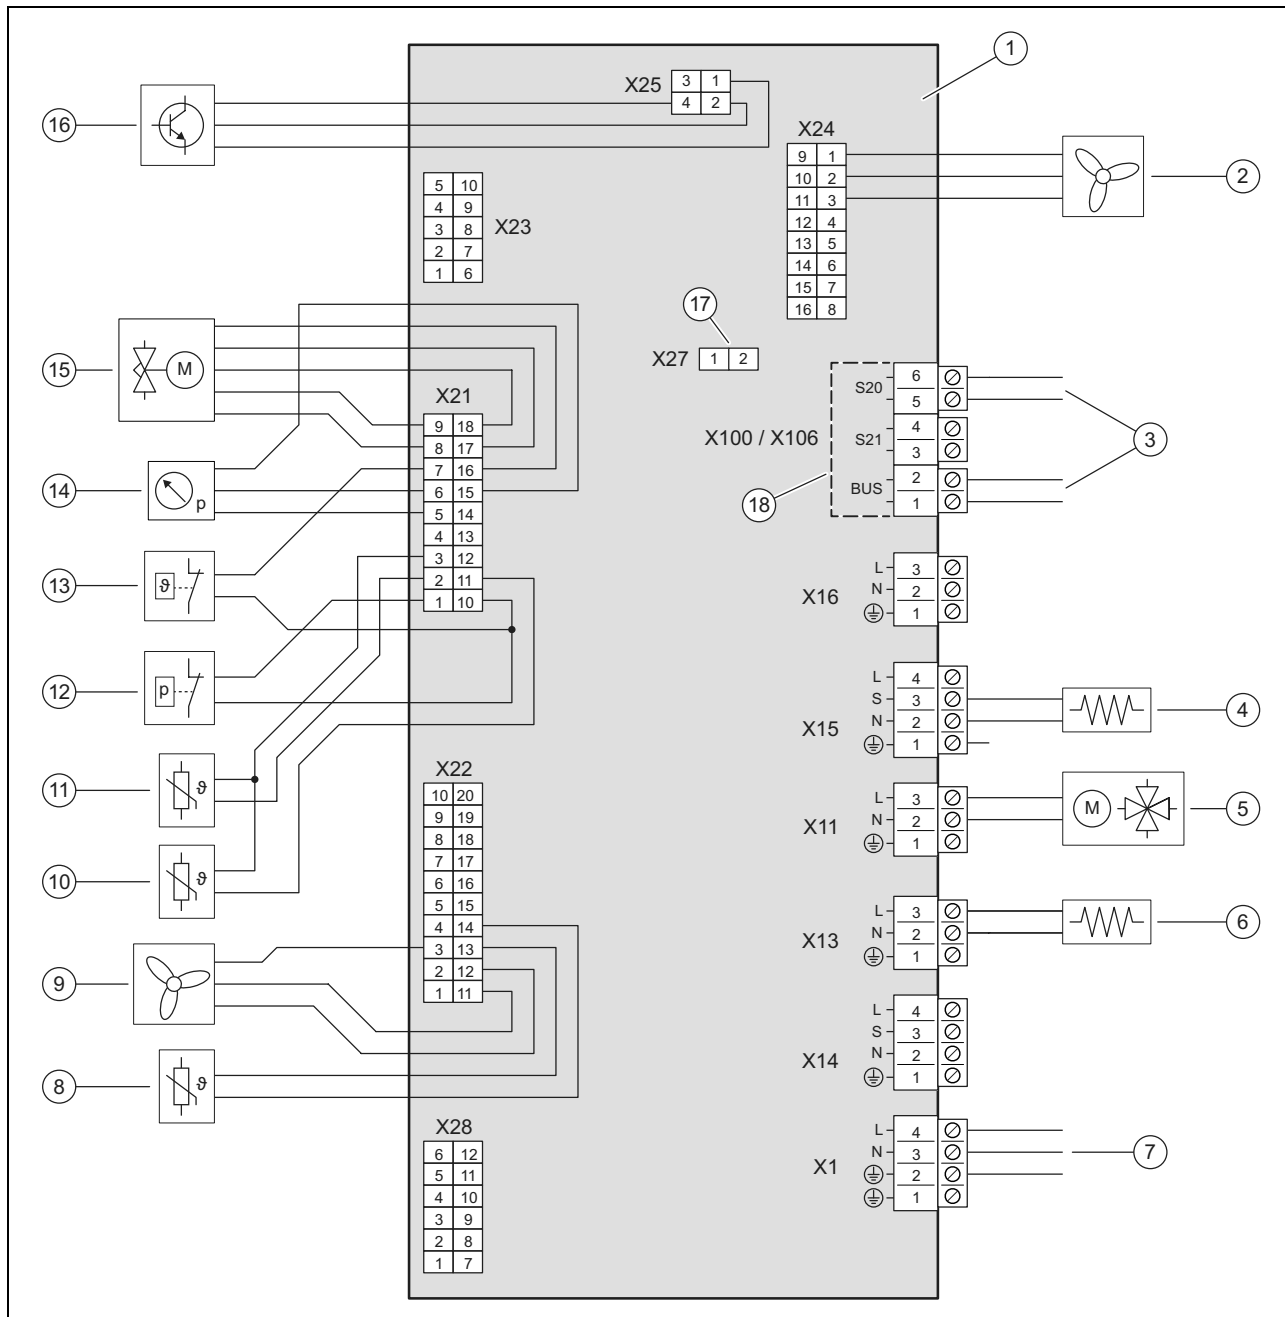 1
X25
3 1
4 2
16
X24
9 1
10 2
11 3
12 4
13 5
14 6
15 7
16 8
2
5 10
4 9
3 8
2 7
1 6
X23
17
X27
1 2
15
M
X21
9 18
8 17
7 16
6 15
5 14
4 13
3 12
2 11
1 10
X100 / X106
S20
S21
BUS
6
5
4
3
2
1
3
18
14
p
13
ϑ
X16
L 3
N 2
1
12
p
X15
L 4
S 3
N 2
1
4
11
ϑ
X22
10 20
9 19
8 18
7 17
6 16
5 15
4 14
3 13
2 12
1 11
X11
L 3
N 2
1
M
5
10
ϑ
X13
L 3
N 2
1
6
9
X14
L 4
S 3
N 2
1
8
ϑ
X28
6 12
5 11
4 10
3 9
2 8
1 7
X1
L 4
N 3
2
1
7